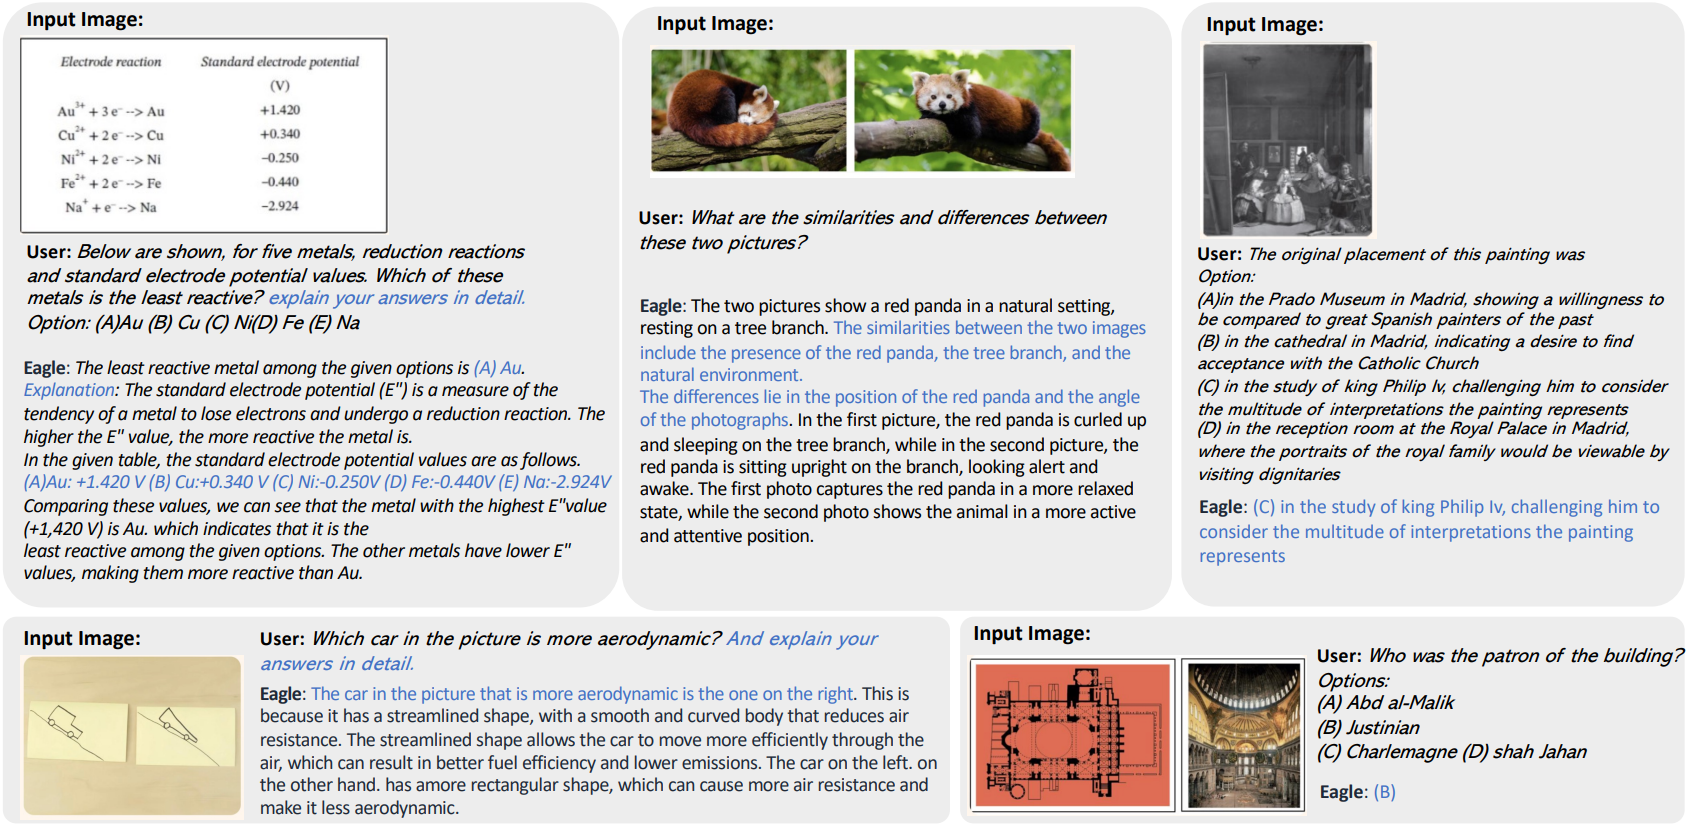 Input Image:
Electrode reaction Standard electrode potential
(V)
Au³⁺ + 3 e⁻ --> Au +1.420
Cu²⁺ + 2 e⁻ --> Cu +0.340
Ni²⁺ + 2 e⁻ --> Ni −0.250
Fe²⁺ + 2 e⁻ --> Fe −0.440
Na⁺ + e⁻ --> Na −2.924
User: Below are shown, for five metals, reduction reactions
and standard electrode potential values. Which of these
metals is the least reactive? explain your answers in detail.
Option: (A)Au (B) Cu (C) Ni(D) Fe (E) Na
Eagle: The least reactive metal among the given options is (A) Au.
Explanation: The standard electrode potential (E") is a measure of the
tendency of a metal to lose electrons and undergo a reduction reaction. The
higher the E" value, the more reactive the metal is.
In the given table, the standard electrode potential values are as follows.
(A)Au: +1.420 V (B) Cu:+0.340 V (C) Ni:-0.250V (D) Fe:-0.440V (E) Na:-2.924V
Comparing these values, we can see that the metal with the highest E"value
(+1,420 V) is Au. which indicates that it is the
least reactive among the given options. The other metals have lower E"
values, making them more reactive than Au.
Input Image:
User: What are the similarities and differences between
these two pictures?
Eagle: The two pictures show a red panda in a natural setting,
resting on a tree branch. The similarities between the two images
include the presence of the red panda, the tree branch, and the
natural environment.
The differences lie in the position of the red panda and the angle
of the photographs. In the first picture, the red panda is curled up
and sleeping on the tree branch, while in the second picture, the
red panda is sitting upright on the branch, looking alert and
awake. The first photo captures the red panda in a more relaxed
state, while the second photo shows the animal in a more active
and attentive position.
Input Image:
User: The original placement of this painting was
Option:
(A)in the Prado Museum in Madrid, showing a willingness to
be compared to great Spanish painters of the past
(B) in the cathedral in Madrid, indicating a desire to find
acceptance with the Catholic Church
(C) in the study of king Philip Iv, challenging him to consider
the multitude of interpretations the painting represents
(D) in the reception room at the Royal Palace in Madrid,
where the portraits of the royal family would be viewable by
visiting dignitaries
Eagle: (C) in the study of king Philip Iv, challenging him to
consider the multitude of interpretations the painting
represents
Input Image:
User: Which car in the picture is more aerodynamic? And explain your
answers in detail.
Eagle: The car in the picture that is more aerodynamic is the one on the right. This is
because it has a streamlined shape, with a smooth and curved body that reduces air
resistance. The streamlined shape allows the car to move more efficiently through the
air, which can result in better fuel efficiency and lower emissions. The car on the left. on
the other hand. has amore rectangular shape, which can cause more air resistance and
make it less aerodynamic.
Input Image:
User: Who was the patron of the building?
Options:
(A) Abd al-Malik
(B) Justinian
(C) Charlemagne (D) shah Jahan
Eagle: (B)